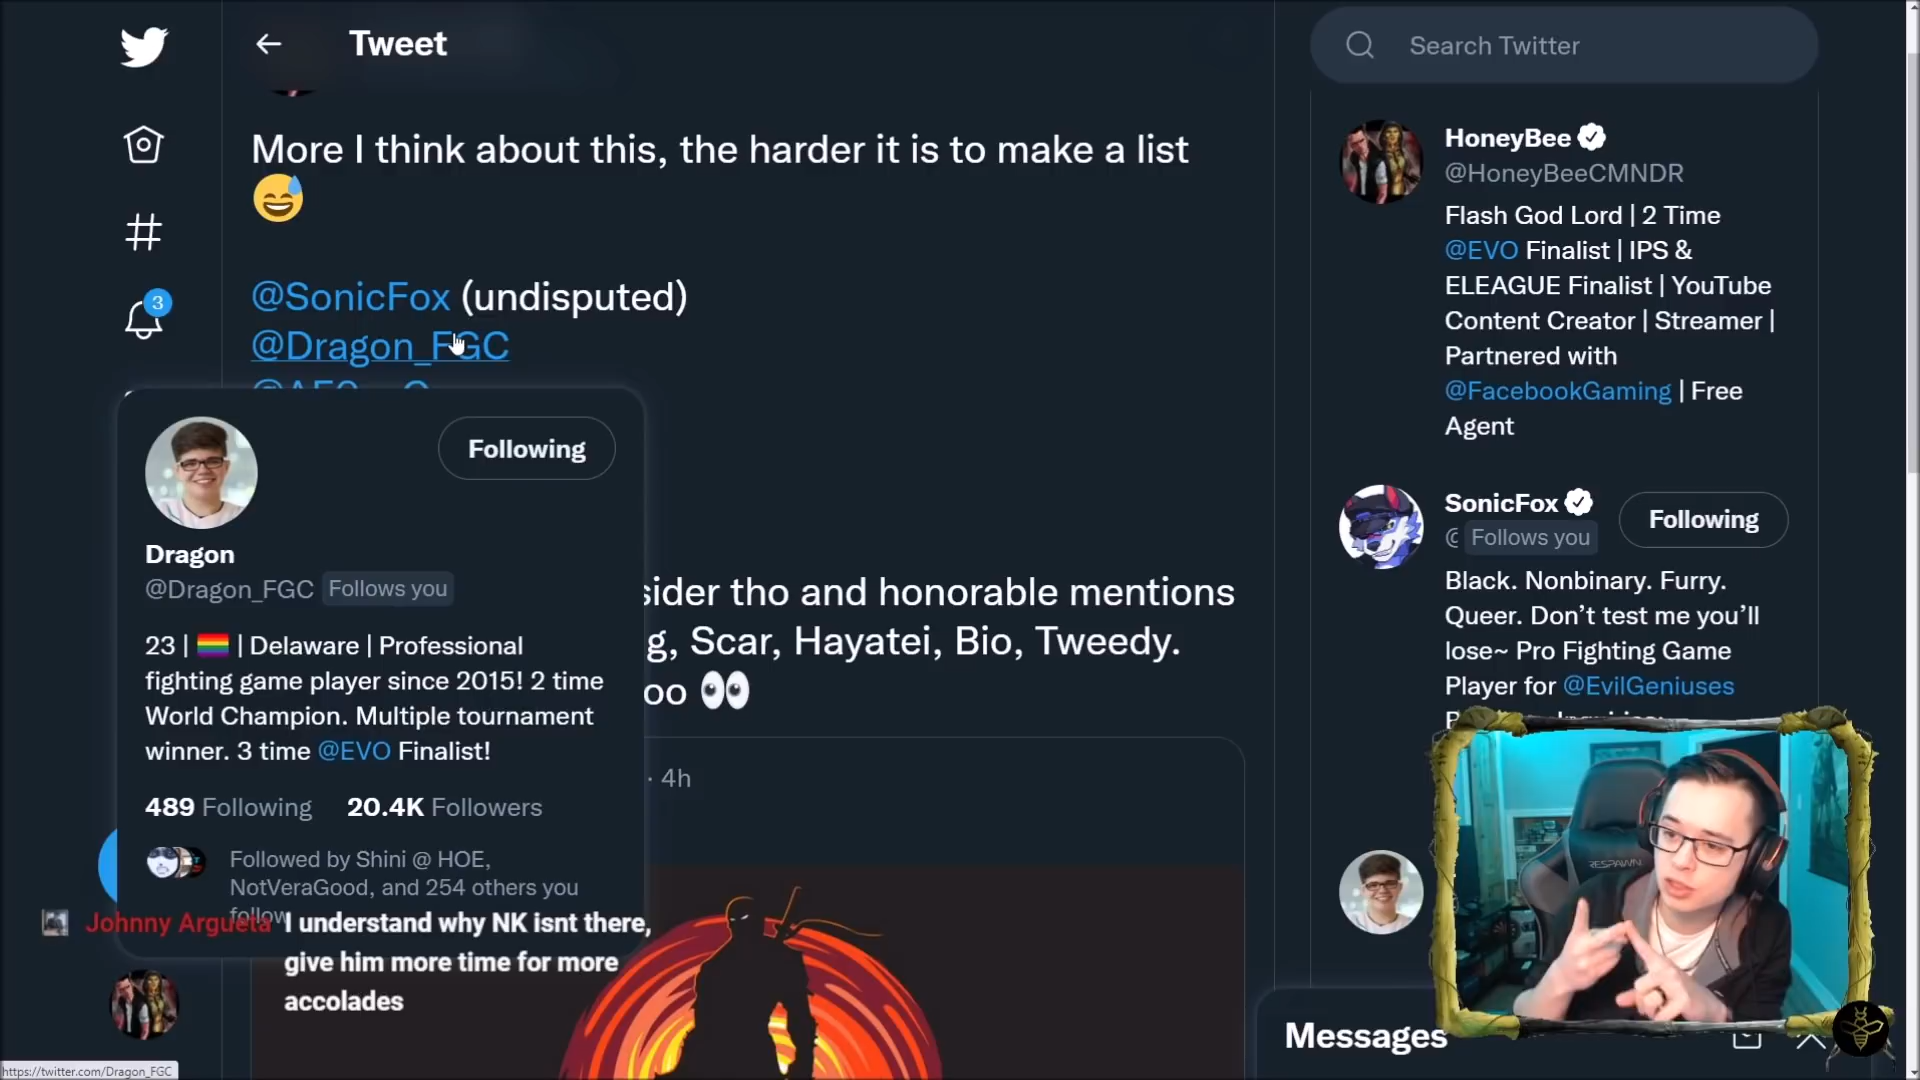 Tweet
Search Twitter
More I think about this, the harder it is to make a list
@SonicFox (undisputed)
@Dragon_FGC
3
Following
Dragon
@Dragon_FGC Follows you
23 | | Delaware | Professional
fighting game player since 2015! 2 time
World Champion. Multiple tournament
winner. 3 time @EVO Finalist!
489 Following 20.4K Followers
Followed by Shini @ HOE,
NotVeraGood, and 254 others you
follow
sider tho and honorable mentions
g, Scar, Hayatei, Bio, Tweedy.
oo
· 4h
Johnny Argueta I understand why NK isnt there,
give him more time for more
accolades
https://twitter.com/Dragon_FGC
HoneyBee
@HoneyBeeCMNDR
Flash God Lord | 2 Time
@EVO Finalist | IPS &
ELEAGUE Finalist | YouTube
Content Creator | Streamer |
Partnered with
@FacebookGaming | Free
Agent
SonicFox
Follows you
Following
Black. Nonbinary. Furry.
Queer. Don't test me you'll
lose~ Pro Fighting Game
Player for @EvilGeniuses
RESPAWN
Messages